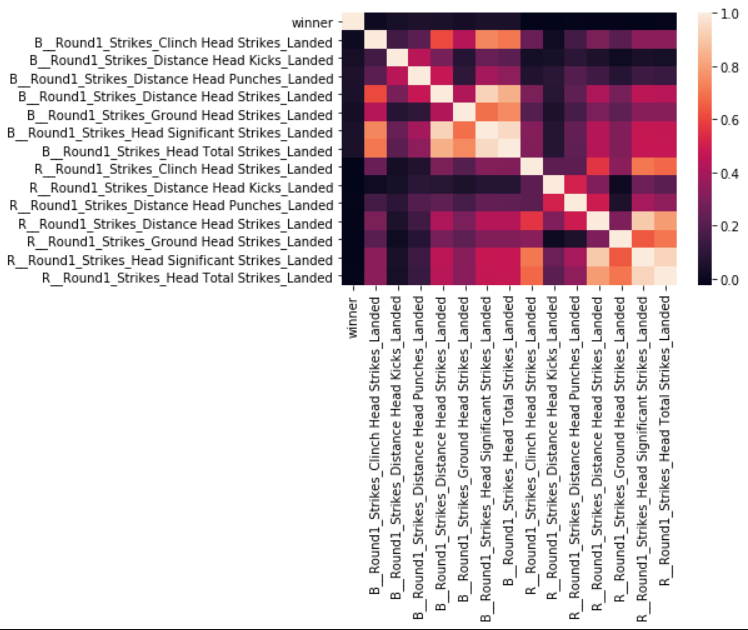 winner
B__Round1_Strikes_Clinch Head Strikes_Landed
B__Round1_Strikes_Distance Head Kicks_Landed
B__Round1_Strikes_Distance Head Punches_Landed
B__Round1_Strikes_Distance Head Strikes_Landed
B__Round1_Strikes_Ground Head Strikes_Landed
B__Round1_Strikes_Head Significant Strikes_Landed
B__Round1_Strikes_Head Total Strikes_Landed
R__Round1_Strikes_Clinch Head Strikes_Landed
R__Round1_Strikes_Distance Head Kicks_Landed
R__Round1_Strikes_Distance Head Punches_Landed
R__Round1_Strikes_Distance Head Strikes_Landed
R__Round1_Strikes_Ground Head Strikes_Landed
R__Round1_Strikes_Head Significant Strikes_Landed
R__Round1_Strikes_Head Total Strikes_Landed
1.0
0.8
0.6
0.4
0.2
0.0
winner
B__Round1_Strikes_Clinch Head Strikes_Landed
B__Round1_Strikes_Distance Head Kicks_Landed
B__Round1_Strikes_Distance Head Punches_Landed
B__Round1_Strikes_Distance Head Strikes_Landed
B__Round1_Strikes_Ground Head Strikes_Landed
B__Round1_Strikes_Head Significant Strikes_Landed
B__Round1_Strikes_Head Total Strikes_Landed
R__Round1_Strikes_Clinch Head Strikes_Landed
R__Round1_Strikes_Distance Head Kicks_Landed
R__Round1_Strikes_Distance Head Punches_Landed
R__Round1_Strikes_Distance Head Strikes_Landed
R__Round1_Strikes_Ground Head Strikes_Landed
R__Round1_Strikes_Head Significant Strikes_Landed
R__Round1_Strikes_Head Total Strikes_Landed